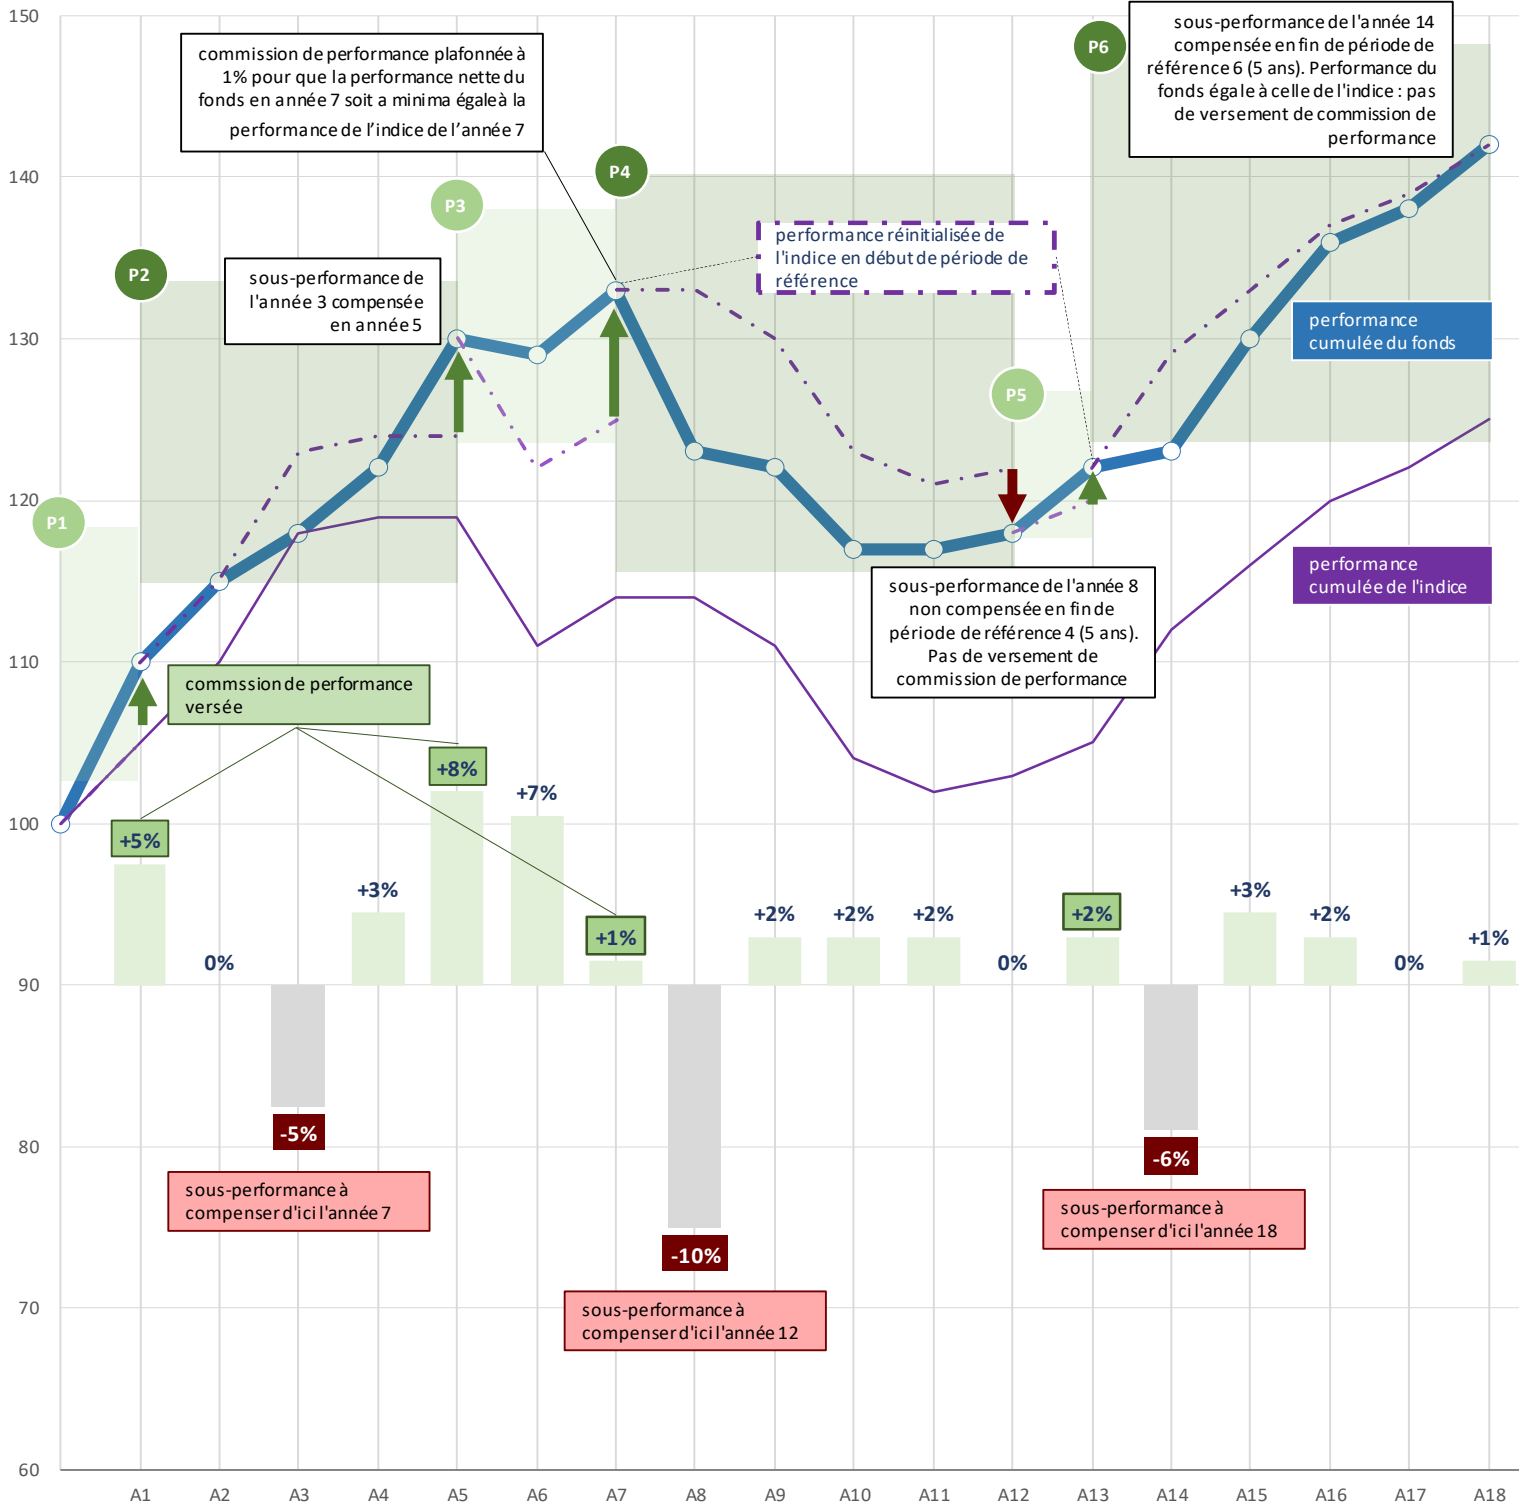 150
sous-performance de l'année 14
compensée en fin de période de
référence 6 (5 ans). Performance du
fonds égale à celle de l'indice : pas
de versement de commission de
performance
P6
commission de performance plafonnée à
1% pour que la performance nette du
fonds en année 7 soit a minima égale à la
performance de l’indice de l’année 7
140
P4
P3
performance réinitialisée de
l'indice en début de période de
référence
P2
sous-performance de
l'année 3 compensée
en année 5
130
performance
cumulée du fonds
P5
120
P1
performance
cumulée de l'indice
sous-performance de l'année 8
non compensée en fin de
période de référence 4 (5 ans).
Pas de versement de
commission de performance
110
commssion de performance
versée
100
+5%
0%
+3%
+8%
+7%
+1%
+2%
+2%
+2%
0%
+2%
+3%
+2%
0%
+1%
90
80
-5%
-10%
-6%
sous-performance à
compenser d'ici l'année 7
sous-performance à
compenser d'ici l'année 12
sous-performance à
compenser d'ici l'année 18
70
60
A1 A2 A3 A4 A5 A6 A7 A8 A9 A10 A11 A12 A13 A14 A15 A16 A17 A18